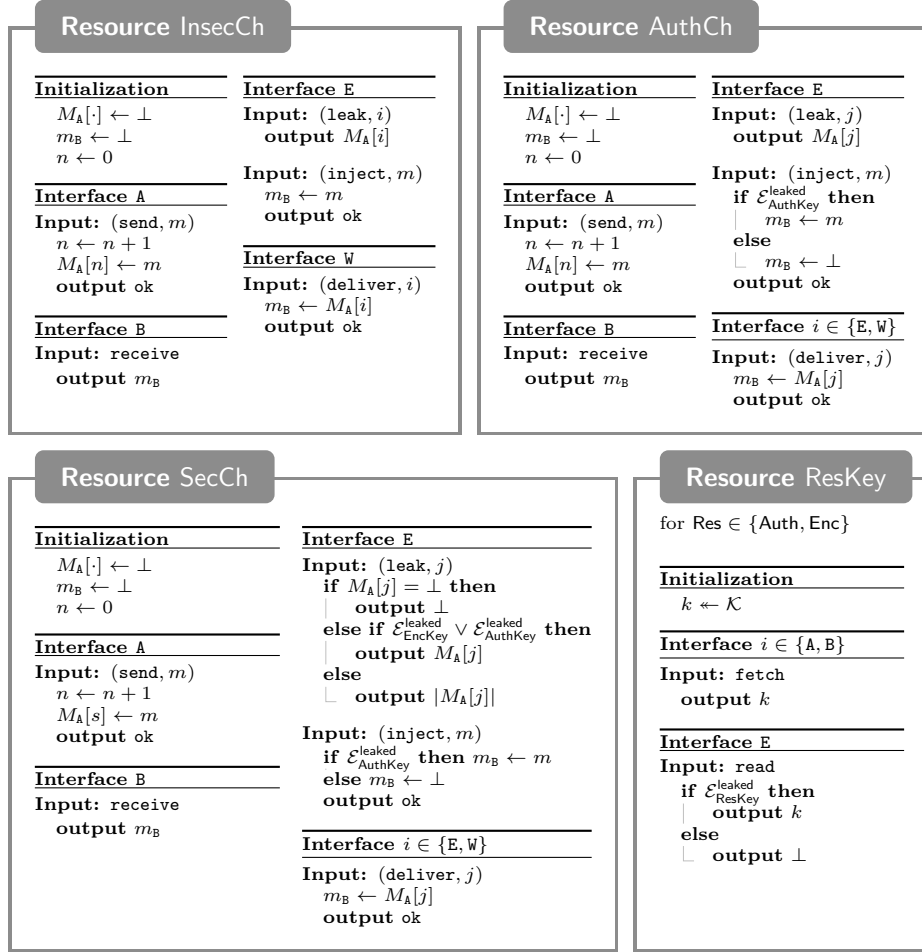 Resource InsecCh
Initialization
M_A[·] ← ⊥
m_B ← ⊥
n ← 0
Interface A
Input: (send, m)
n ← n + 1
M_A[n] ← m
output ok
Interface B
Input: receive
output m_B
Interface E
Input: (leak, i)
output M_A[i]
Input: (inject, m)
m_B ← m
output ok
Interface W
Input: (deliver, i)
m_B ← M_A[i]
output ok
Resource AuthCh
Initialization
M_A[·] ← ⊥
m_B ← ⊥
n ← 0
Interface A
Input: (send, m)
n ← n + 1
M_A[n] ← m
output ok
Interface B
Input: receive
output m_B
Interface E
Input: (leak, j)
output M_A[j]
Input: (inject, m)
if ℰ^leaked_AuthKey then
m_B ← m
else
m_B ← ⊥
output ok
Interface i ∈ {E, W}
Input: (deliver, j)
m_B ← M_A[j]
output ok
Resource SecCh
Initialization
M_A[·] ← ⊥
m_B ← ⊥
n ← 0
Interface A
Input: (send, m)
n ← n + 1
M_A[s] ← m
output ok
Interface B
Input: receive
output m_B
Interface E
Input: (leak, j)
if M_A[j] = ⊥ then
output ⊥
else if ℰ^leaked_EncKey ∨ ℰ^leaked_AuthKey then
output M_A[j]
else
output |M_A[j]|
Input: (inject, m)
if ℰ^leaked_AuthKey then m_B ← m
else m_B ← ⊥
output ok
Interface i ∈ {E, W}
Input: (deliver, j)
m_B ← M_A[j]
output ok
Resource ResKey
for Res ∈ {Auth, Enc}
Initialization
k ↞ 𝒦
Interface i ∈ {A, B}
Input: fetch
output k
Interface E
Input: read
if ℰ^leaked_ResKey then
output k
else
output ⊥